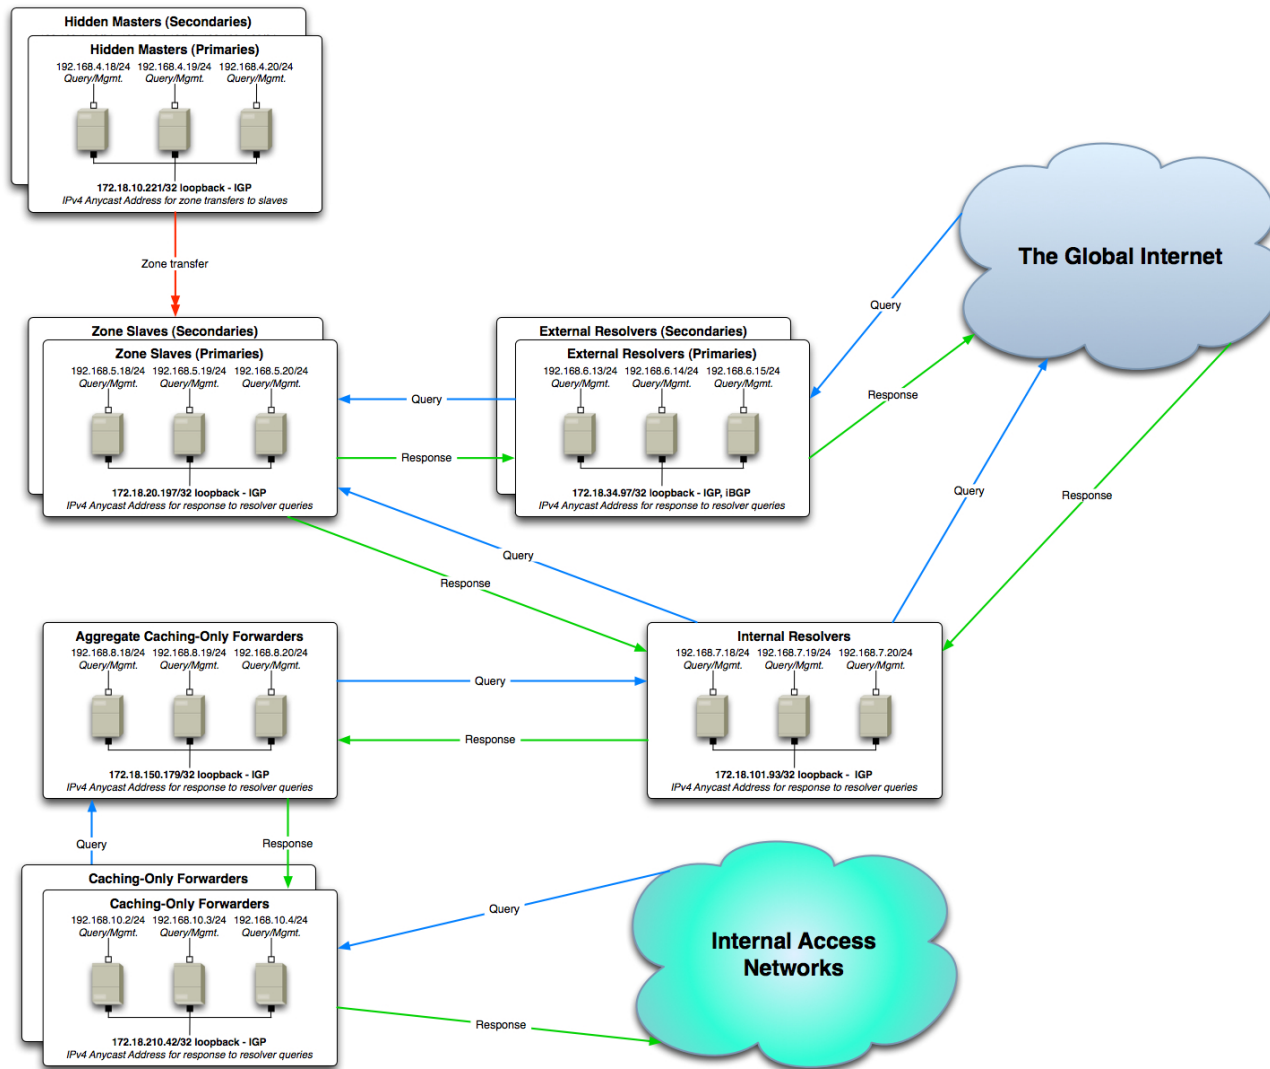 Hidden Masters (Secondaries)
Hidden Masters (Primaries)
192.168.4.18/24 192.168.4.19/24 192.168.4.20/24
Query/Mgmt. Query/Mgmt. Query/Mgmt.
172.18.10.221/32 loopback - IGP
IPv4 Anycast Address for zone transfers to slaves
Zone transfer
The Global Internet
Query
Response
Query
Response
Zone Slaves (Secondaries)
Zone Slaves (Primaries)
192.168.5.18/24 192.168.5.19/24 192.168.5.20/24
Query/Mgmt. Query/Mgmt. Query/Mgmt.
172.18.20.197/32 loopback - IGP
IPv4 Anycast Address for response to resolver queries
Query
Response
External Resolvers (Secondaries)
External Resolvers (Primaries)
192.168.6.13/24 192.168.6.14/24 192.168.6.15/24
Query/Mgmt. Query/Mgmt. Query/Mgmt.
172.18.34.97/32 loopback - IGP, iBGP
IPv4 Anycast Address for response to resolver queries
Query
Response
Aggregate Caching-Only Forwarders
192.168.8.18/24 192.168.8.19/24 192.168.8.20/24
Query/Mgmt. Query/Mgmt. Query/Mgmt.
172.18.150.179/32 loopback - IGP
IPv4 Anycast Address for response to resolver queries
Query
Response
Internal Resolvers
192.168.7.18/24 192.168.7.19/24 192.168.7.20/24
Query/Mgmt. Query/Mgmt. Query/Mgmt.
172.18.101.93/32 loopback - IGP
IPv4 Anycast Address for response to resolver queries
Query
Response
Caching-Only Forwarders
Caching-Only Forwarders
192.168.10.2/24 192.168.10.3/24 192.168.10.4/24
Query/Mgmt. Query/Mgmt. Query/Mgmt.
172.18.210.42/32 loopback - IGP
IPv4 Anycast Address for response to resolver queries
Query
Response
Internal Access
Networks